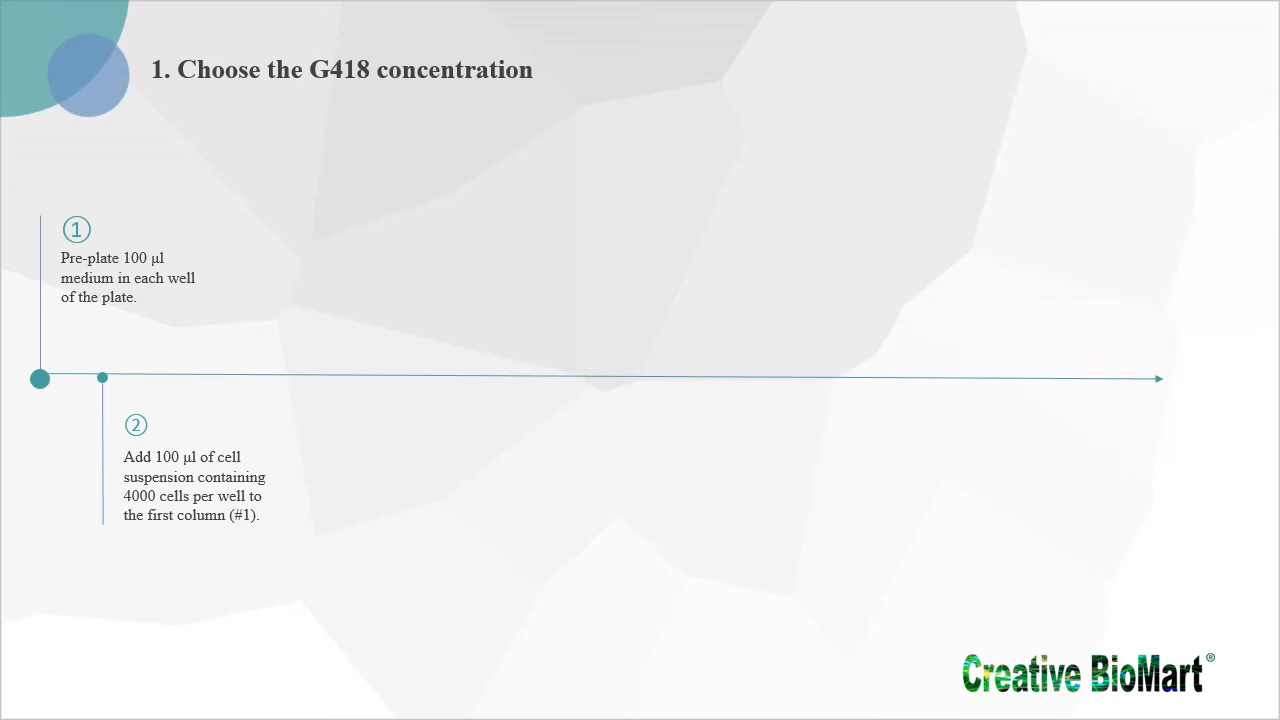 1. Choose the G418 concentration
①
Pre-plate 100 μl
medium in each well
of the plate.
②
Add 100 μl of cell
suspension containing
4000 cells per well to
the first column (#1).
Creative BioMart®